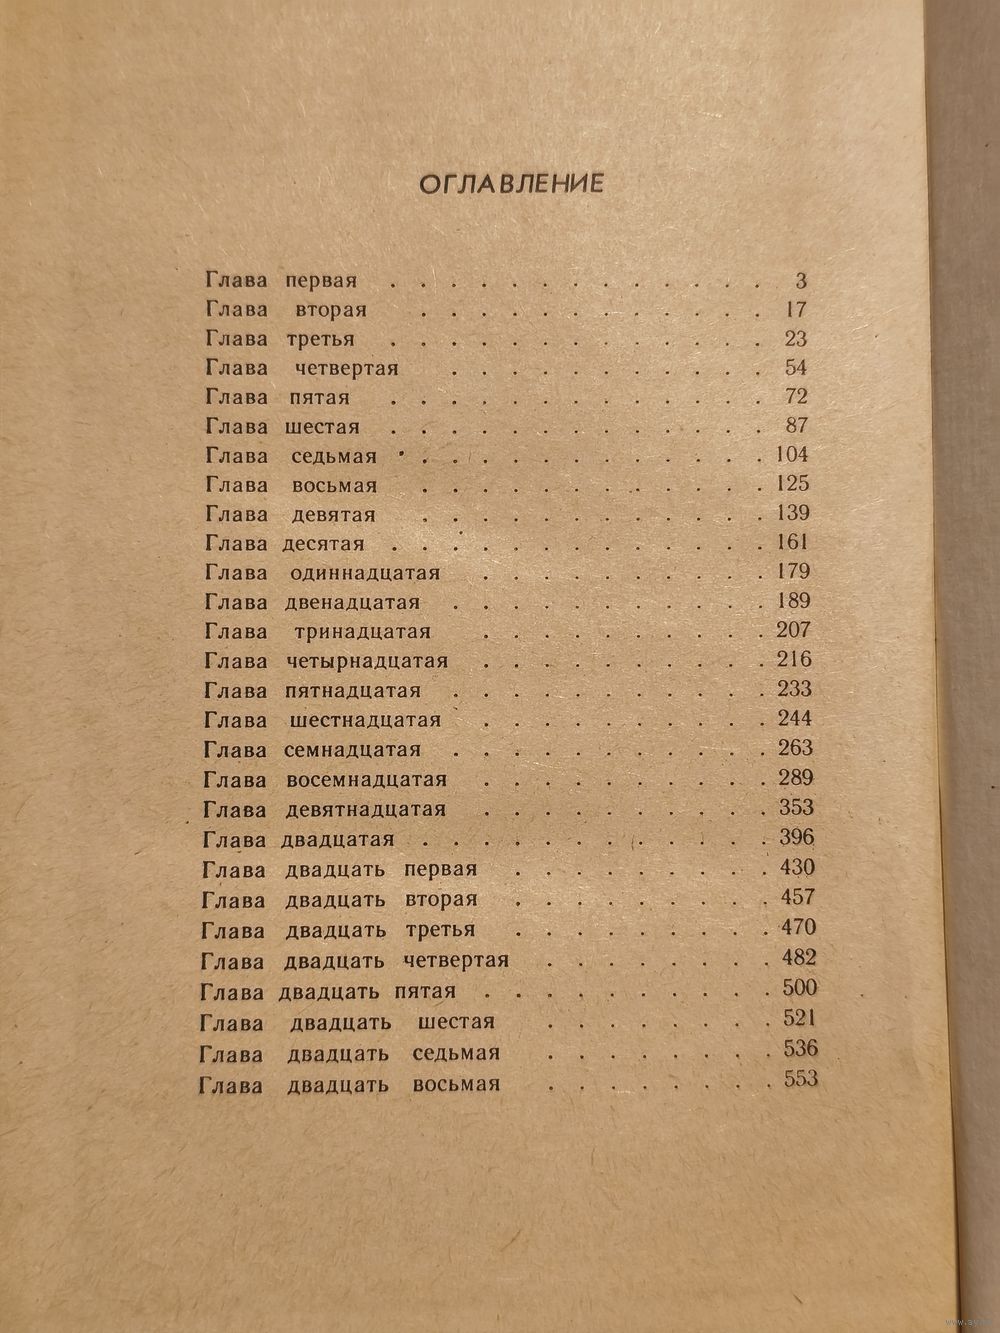 ОГЛАВЛЕНИЕ
Глава первая . . . . . . . . . . . . . 3
Глава вторая . . . . . . . . . . . . 17
Глава третья . . . . . . . . . . . . . 23
Глава четвертая . . . . . . . . . . . 54
Глава пятая . . . . . . . . . . . . . 72
Глава шестая . . . . . . . . . . . . . 87
Глава седьмая . . . . . . . . . . . . 104
Глава восьмая . . . . . . . . . . . . 125
Глава девятая . . . . . . . . . . . . 139
Глава десятая . . . . . . . . . . . . . 161
Глава одиннадцатая . . . . . . . . . . 179
Глава двенадцатая . . . . . . . . . . . 189
Глава тринадцатая . . . . . . . . . . 207
Глава четырнадцатая . . . . . . . . . . 216
Глава пятнадцатая . . . . . . . . . . . 233
Глава шестнадцатая . . . . . . . . . . 244
Глава семнадцатая . . . . . . . . . . . 263
Глава восемнадцатая . . . . . . . . . . 289
Глава девятнадцатая . . . . . . . . . . 353
Глава двадцатая . . . . . . . . . . . . 396
Глава двадцать первая . . . . . . . . . 430
Глава двадцать вторая . . . . . . . . . 457
Глава двадцать третья . . . . . . . . . 470
Глава двадцать четвертая . . . . . . . . 482
Глава двадцать пятая . . . . . . . . . . 500
Глава двадцать шестая . . . . . . . . 521
Глава двадцать седьмая . . . . . . . . 536
Глава двадцать восьмая . . . . . . . . 553